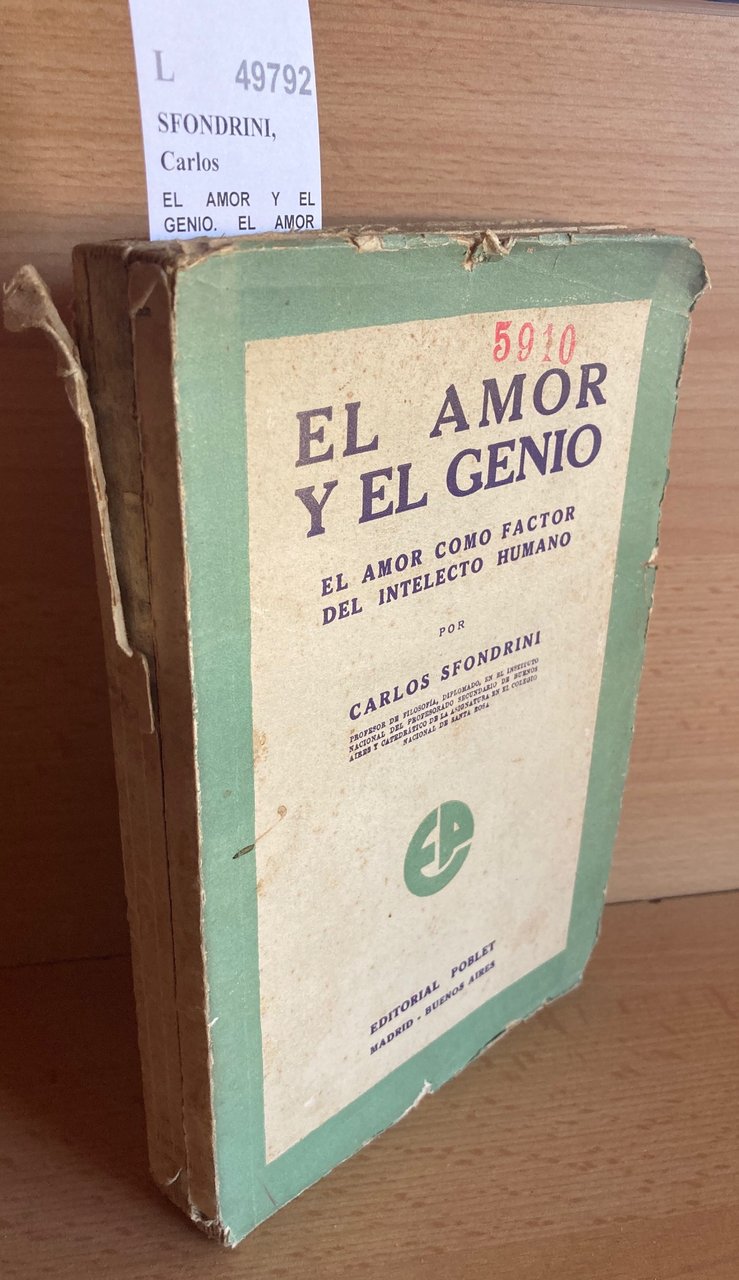 L 49792
SFONDRINI,
Carlos
EL AMOR Y EL
GENIO. EL AMOR
5910
EL AMOR
Y EL GENIO
EL AMOR COMO FACTOR
DEL INTELECTO HUMANO
POR
CARLOS SFONDRINI
PROFESOR DE FILOSOFÍA, DIPLOMADO, EN EL INSTITUTO
NACIONAL DEL PROFESORADO SECUNDARIO DE BUENOS
AIRES Y CATEDRÁTICO DE LA ASIGNATURA EN EL COLEGIO
NACIONAL DE SANTA ROSA
EP
EDITORIAL POBLET
MADRID - BUENOS AIRES